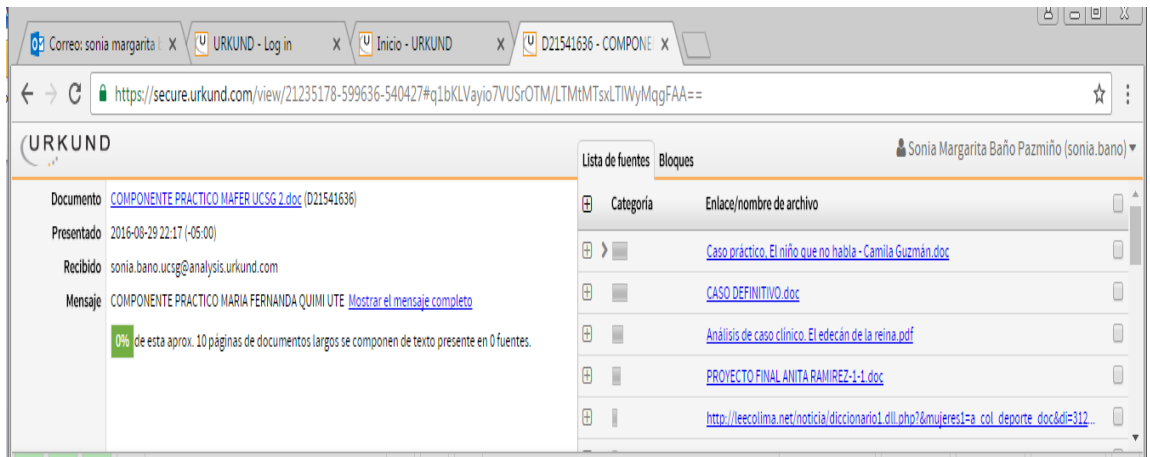 Correo: sonia margarita
URKUND - Log in
Inicio - URKUND
D21541636 - COMPONE
https://secure.urkund.com/view/21235178-599636-540427#q1bKLVayio7VUSrOTM/LTMtMTsxLTlWyMqgFAA==
URKUND
Lista de fuentes Bloques
Sonia Margarita Baño Pazmiño (sonia.bano)
Documento COMPONENTE PRACTICO MAFER UCSG 2.doc (D21541636)
Presentado 2016-08-29 22:17 (-05:00)
Recibido sonia.bano.ucsg@analysis.urkund.com
Mensaje COMPONENTE PRACTICO MARIA FERNANDA QUIMI UTE Mostrar el mensaje completo
0% de esta aprox. 10 páginas de documentos largos se componen de texto presente en 0 fuentes.
Categoría Enlace/nombre de archivo
Caso práctico, El niño que no habla - Camila Guzmán.doc
CASO DEFINITIVO.doc
Análisis de caso clínico. El edecán de la reina.pdf
PROYECTO FINAL ANITA RAMIREZ-1-1.doc
http://leecolima.net/noticia/diccionario1.dll.php?&mujeres1=a_col_deporte_doc&di=312...